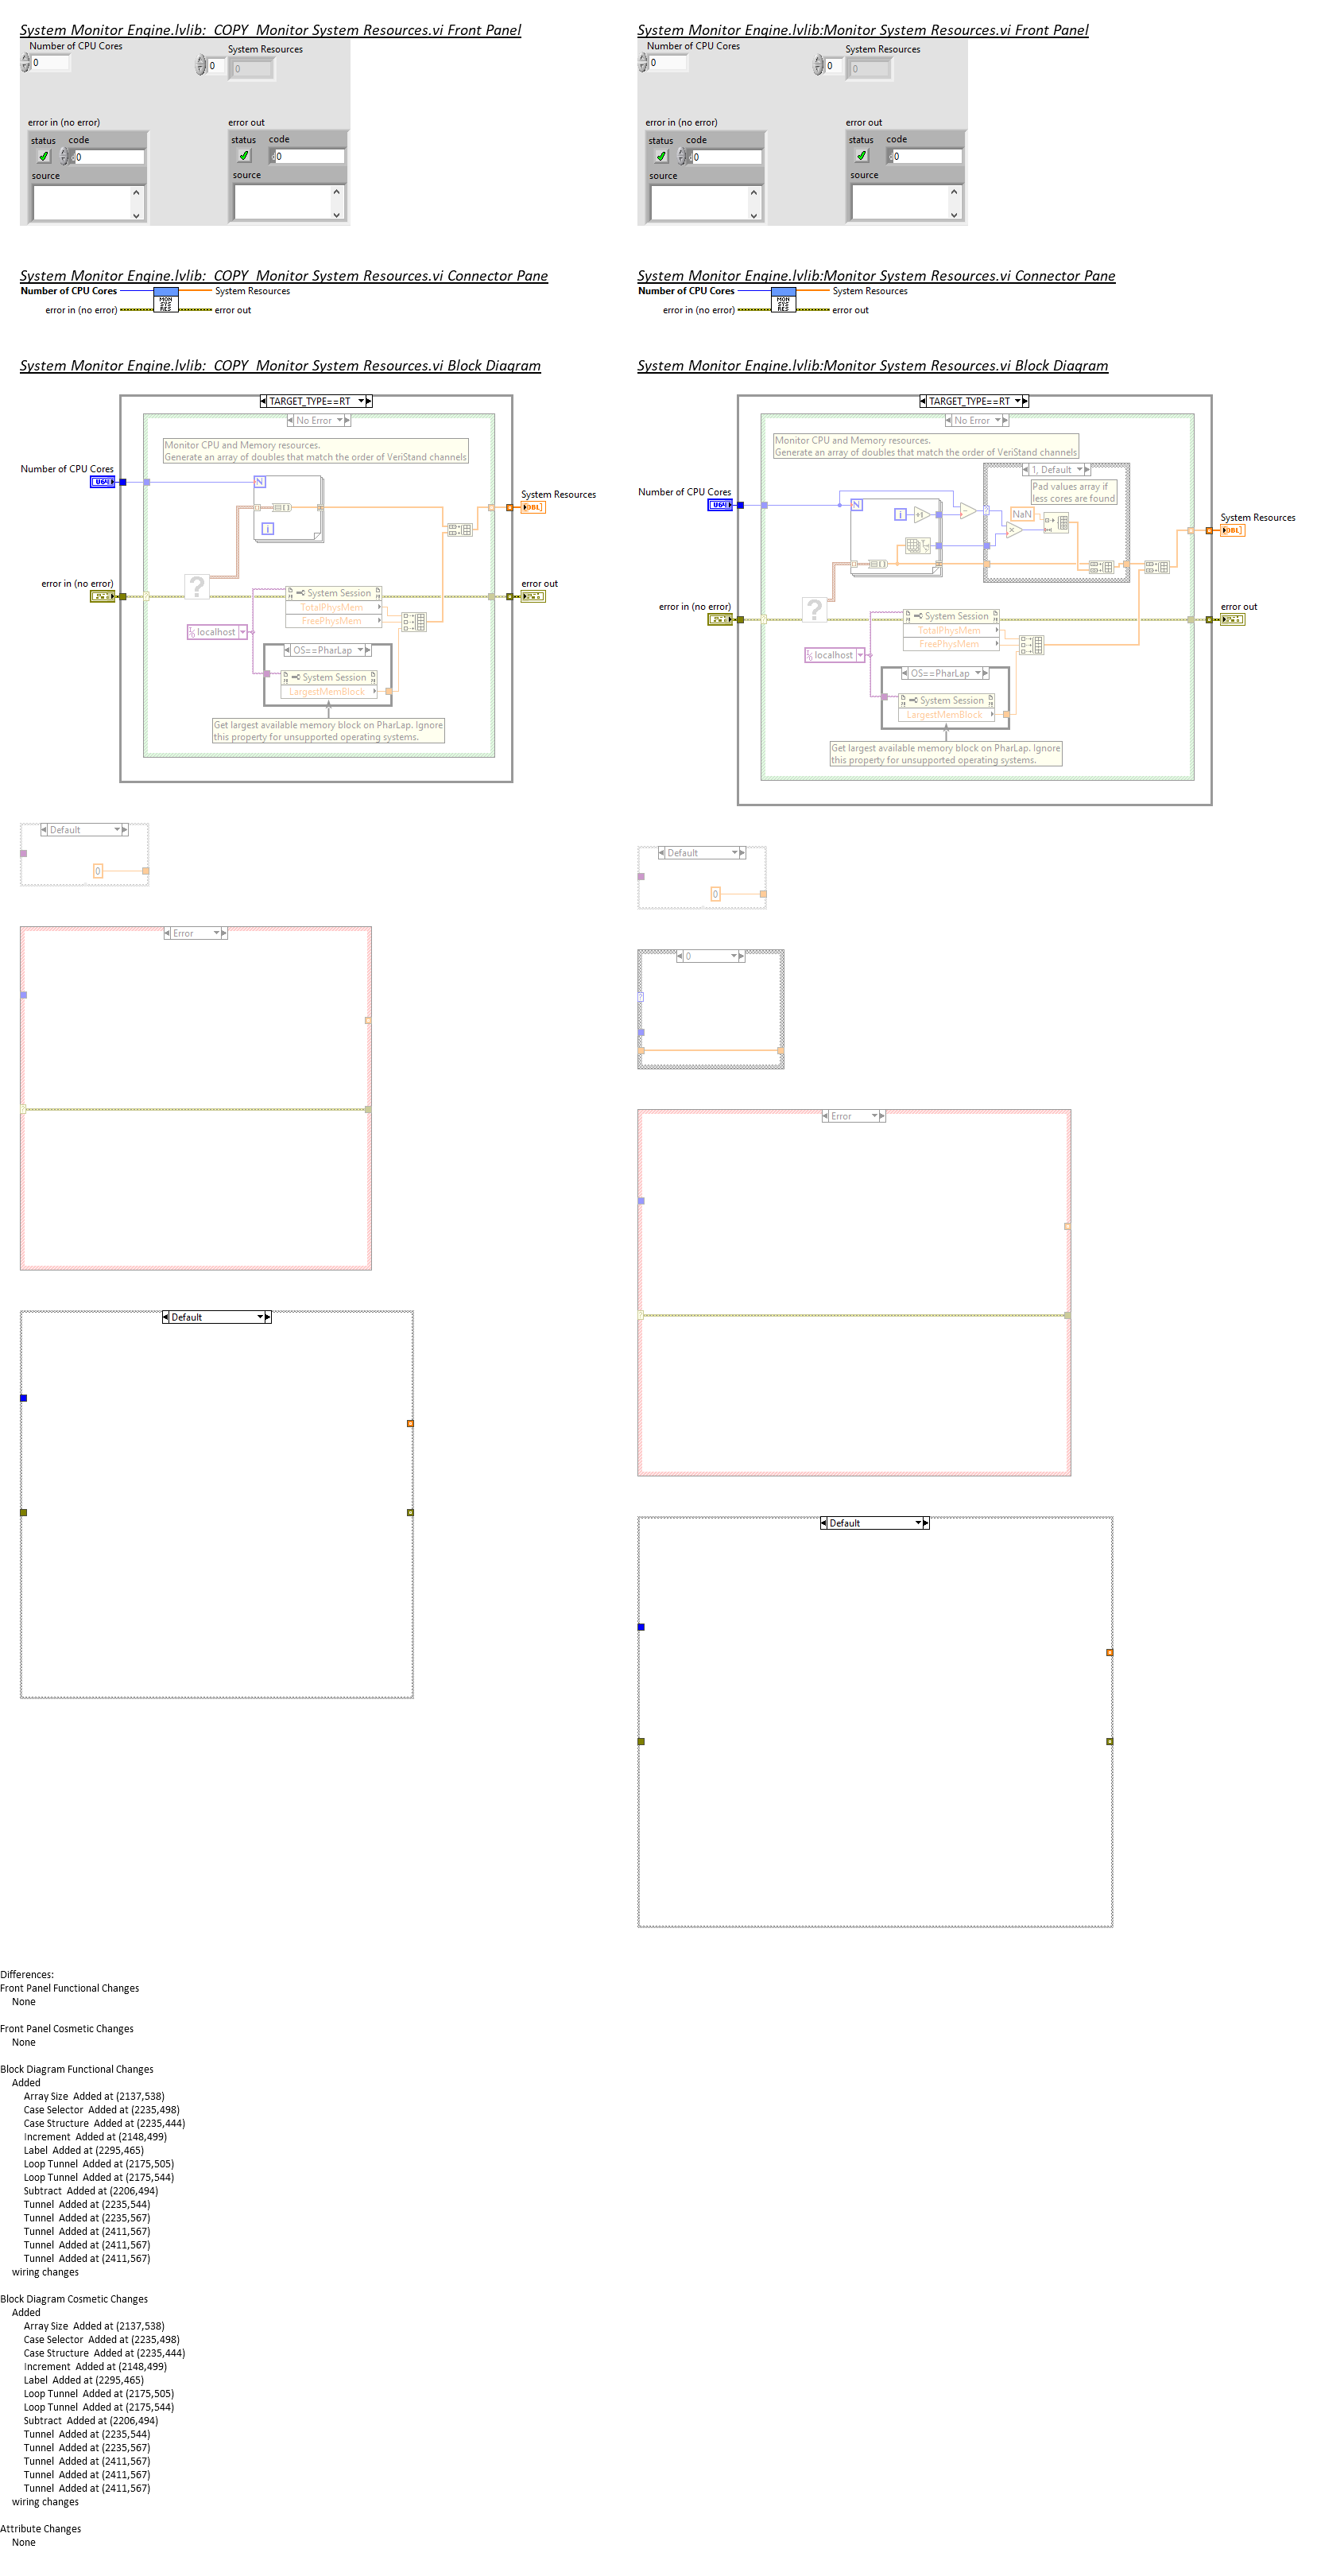 System Monitor Engine.lvlib:_COPY_Monitor System Resources.vi Front Panel
Number of CPU Cores
0
System Resources
0
0
error in (no error)
status code
0
source
error out
status code
0
source
System Monitor Engine.lvlib:_COPY_Monitor System Resources.vi Connector Pane
Number of CPU Cores
System Resources
MON
SYS
RES
error in (no error)
error out
System Monitor Engine.lvlib:_COPY_Monitor System Resources.vi Block Diagram
TARGET_TYPE==RT
No Error
Monitor CPU and Memory resources.
Generate an array of doubles that match the order of VeriStand channels
Number of CPU Cores
U64
N
i
System Resources
DBL
error in (no error)
?
System Session
TotalPhysMem
FreePhysMem
error out
localhost
OS==PharLap
System Session
LargestMemBlock
Get largest available memory block on PharLap. Ignore
this property for unsupported operating systems.
Default
0
Error
Default
System Monitor Engine.lvlib:Monitor System Resources.vi Front Panel
Number of CPU Cores
0
System Resources
0
0
error in (no error)
status code
0
source
error out
status code
0
source
System Monitor Engine.lvlib:Monitor System Resources.vi Connector Pane
Number of CPU Cores
System Resources
MON
SYS
RES
error in (no error)
error out
System Monitor Engine.lvlib:Monitor System Resources.vi Block Diagram
TARGET_TYPE==RT
No Error
Monitor CPU and Memory resources.
Generate an array of doubles that match the order of VeriStand channels
1, Default
Pad values array if
less cores are found
Number of CPU Cores
U64
N
i
+1
NaN
System Resources
DBL
error in (no error)
?
System Session
TotalPhysMem
FreePhysMem
error out
localhost
OS==PharLap
System Session
LargestMemBlock
Get largest available memory block on PharLap. Ignore
this property for unsupported operating systems.
Default
0
0
Error
Default
Differences:
Front Panel Functional Changes
None
Front Panel Cosmetic Changes
None
Block Diagram Functional Changes
Added
Array Size Added at (2137,538)
Case Selector Added at (2235,498)
Case Structure Added at (2235,444)
Increment Added at (2148,499)
Label Added at (2295,465)
Loop Tunnel Added at (2175,505)
Loop Tunnel Added at (2175,544)
Subtract Added at (2206,494)
Tunnel Added at (2235,544)
Tunnel Added at (2235,567)
Tunnel Added at (2411,567)
Tunnel Added at (2411,567)
Tunnel Added at (2411,567)
wiring changes
Block Diagram Cosmetic Changes
Added
Array Size Added at (2137,538)
Case Selector Added at (2235,498)
Case Structure Added at (2235,444)
Increment Added at (2148,499)
Label Added at (2295,465)
Loop Tunnel Added at (2175,505)
Loop Tunnel Added at (2175,544)
Subtract Added at (2206,494)
Tunnel Added at (2235,544)
Tunnel Added at (2235,567)
Tunnel Added at (2411,567)
Tunnel Added at (2411,567)
Tunnel Added at (2411,567)
wiring changes
Attribute Changes
None